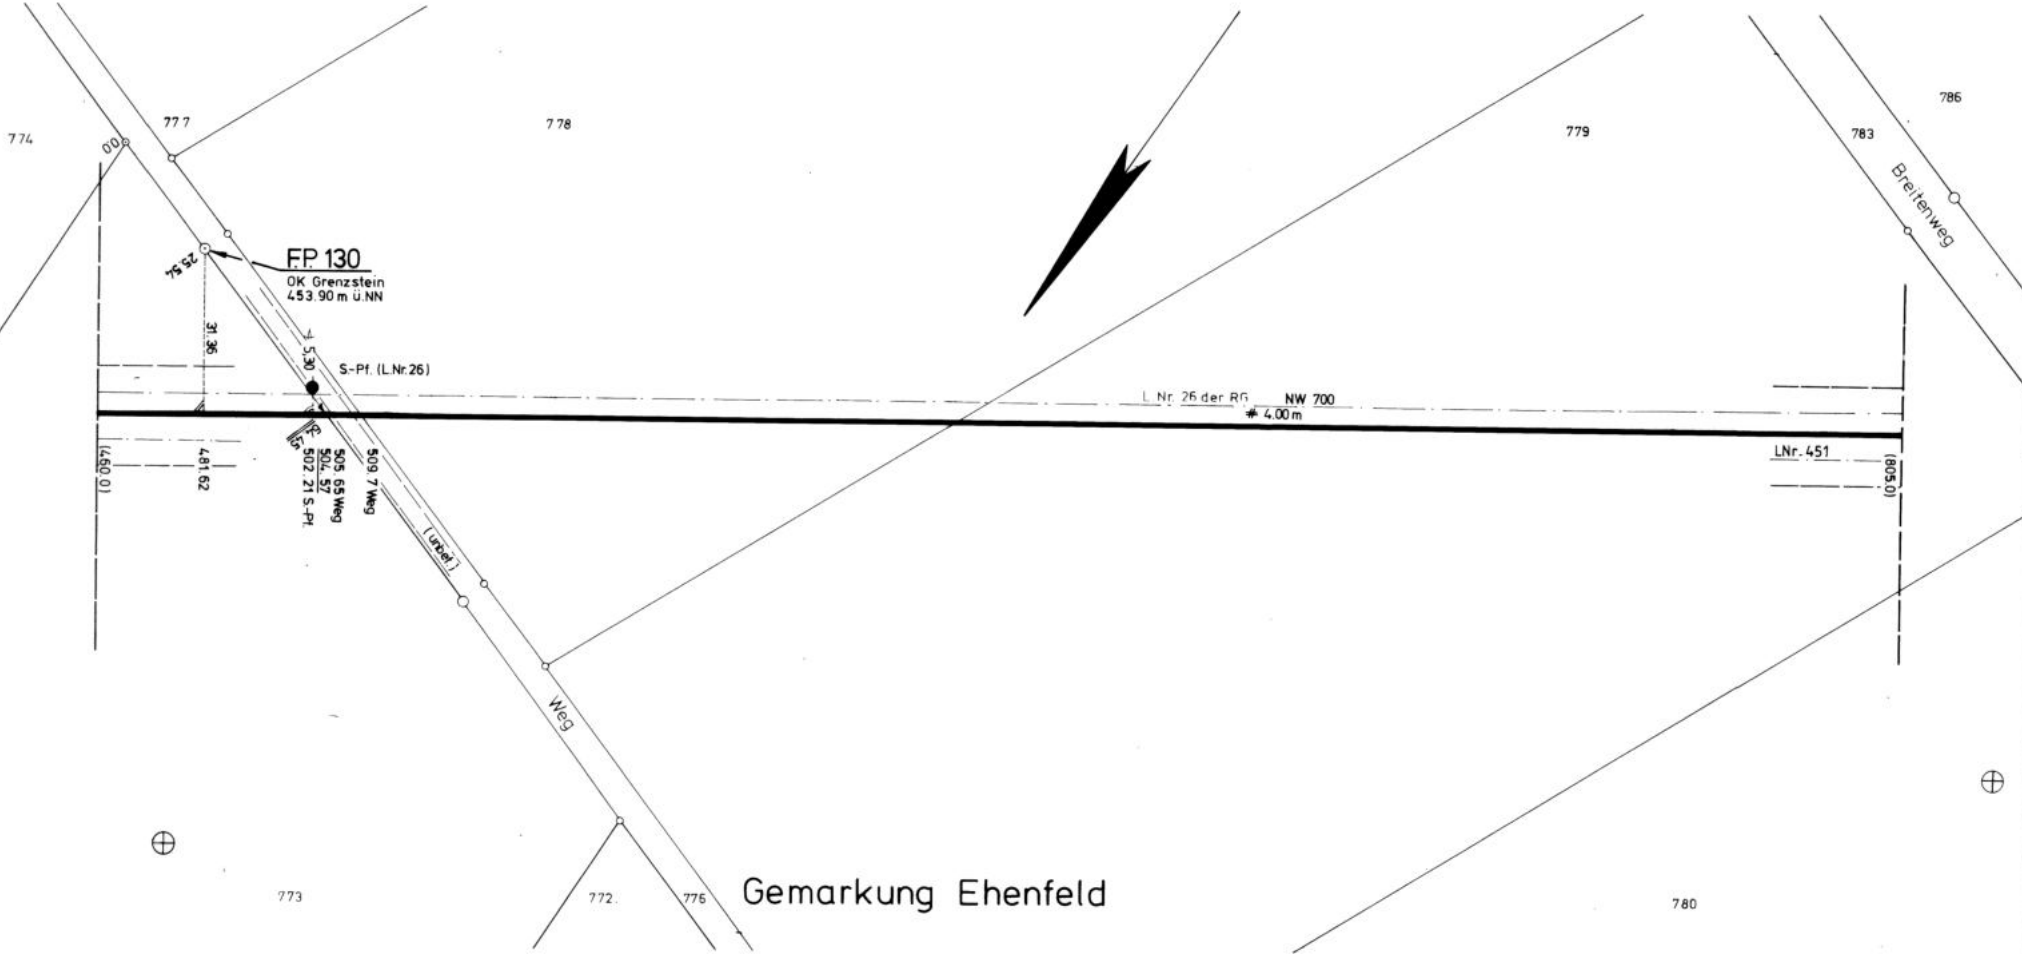 786
777
778
779
783
774
0.0
Breitenweg
F.P. 130
OK Grenzstein
453.90 m ü.NN
25.54
31.36
5,30
S.-Pf. (L.Nr.26)
L Nr. 26 der RG NW 700
# 4.00 m
LNr. 451
(460.0)
481.62
502.21 S.-Pf.
504.57
505.65 Weg
509.7 Weg
(805.0)
(unbef.)
Weg
773
772.
776
Gemarkung Ehenfeld
780